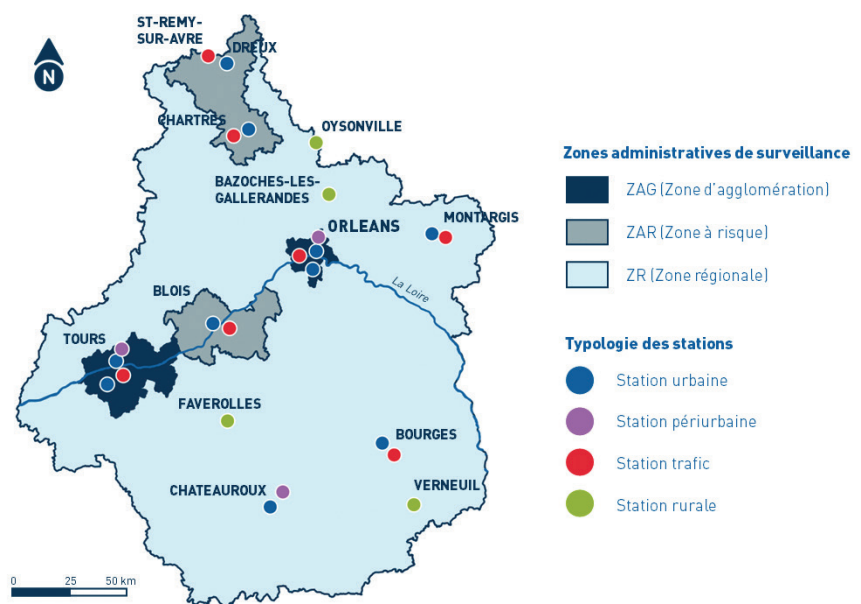 ST-REMY-
SUR-AVRE
DREUX
N
CHARTRES
OYSONVILLE
BAZOCHES-LES-
GALLERANDES
ORLEANS
MONTARGIS
La Loire
BLOIS
TOURS
FAVEROLLES
BOURGES
CHATEAUROUX
VERNEUIL
0 25 50 km
Zones administratives de surveillance
ZAG (Zone d'agglomération)
ZAR (Zone à risque)
ZR (Zone régionale)
Typologie des stations
Station urbaine
Station périurbaine
Station trafic
Station rurale